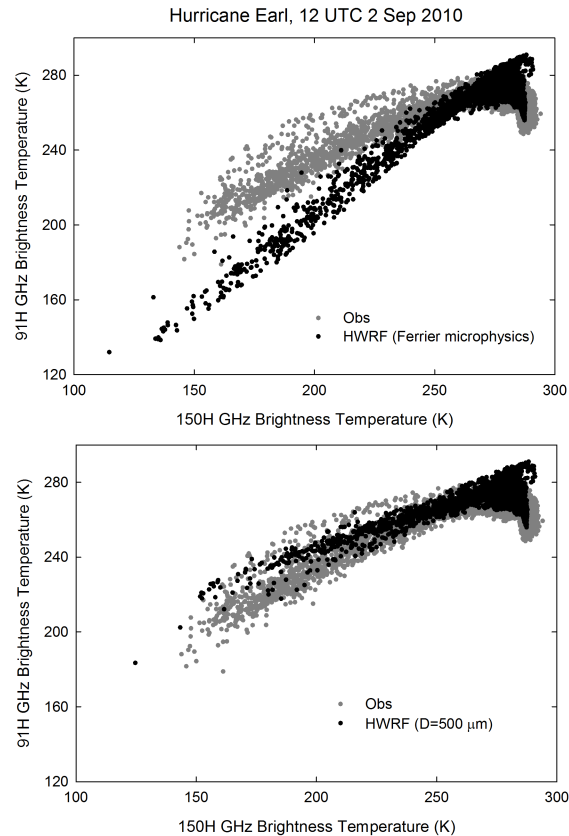 Hurricane Earl, 12 UTC 2 Sep 2010
280
240
200
160
120
91H GHz Brightness Temperature (K)
Obs
HWRF (Ferrier microphysics)
100
150
200
250
300
150H GHz Brightness Temperature (K)
280
240
200
160
120
91H GHz Brightness Temperature (K)
Obs
HWRF (D=500 μm)
100
150
200
250
300
150H GHz Brightness Temperature (K)